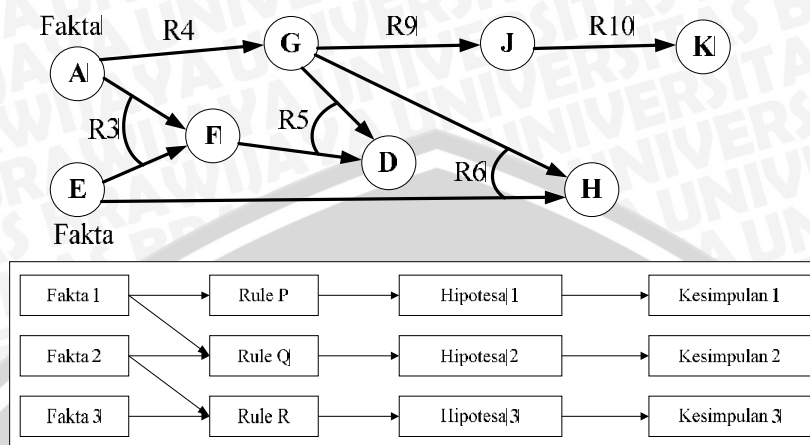 Fakta
R4
G
R9
J
R10
K
A
R3
F
R5
D
E
R6
H
Fakta
Fakta 1 Rule P Hipotesa 1 Kesimpulan 1
Fakta 2 Rule Q Hipotesa 2 Kesimpulan 2
Fakta 3 Rule R Hipotesa 3 Kesimpulan 3